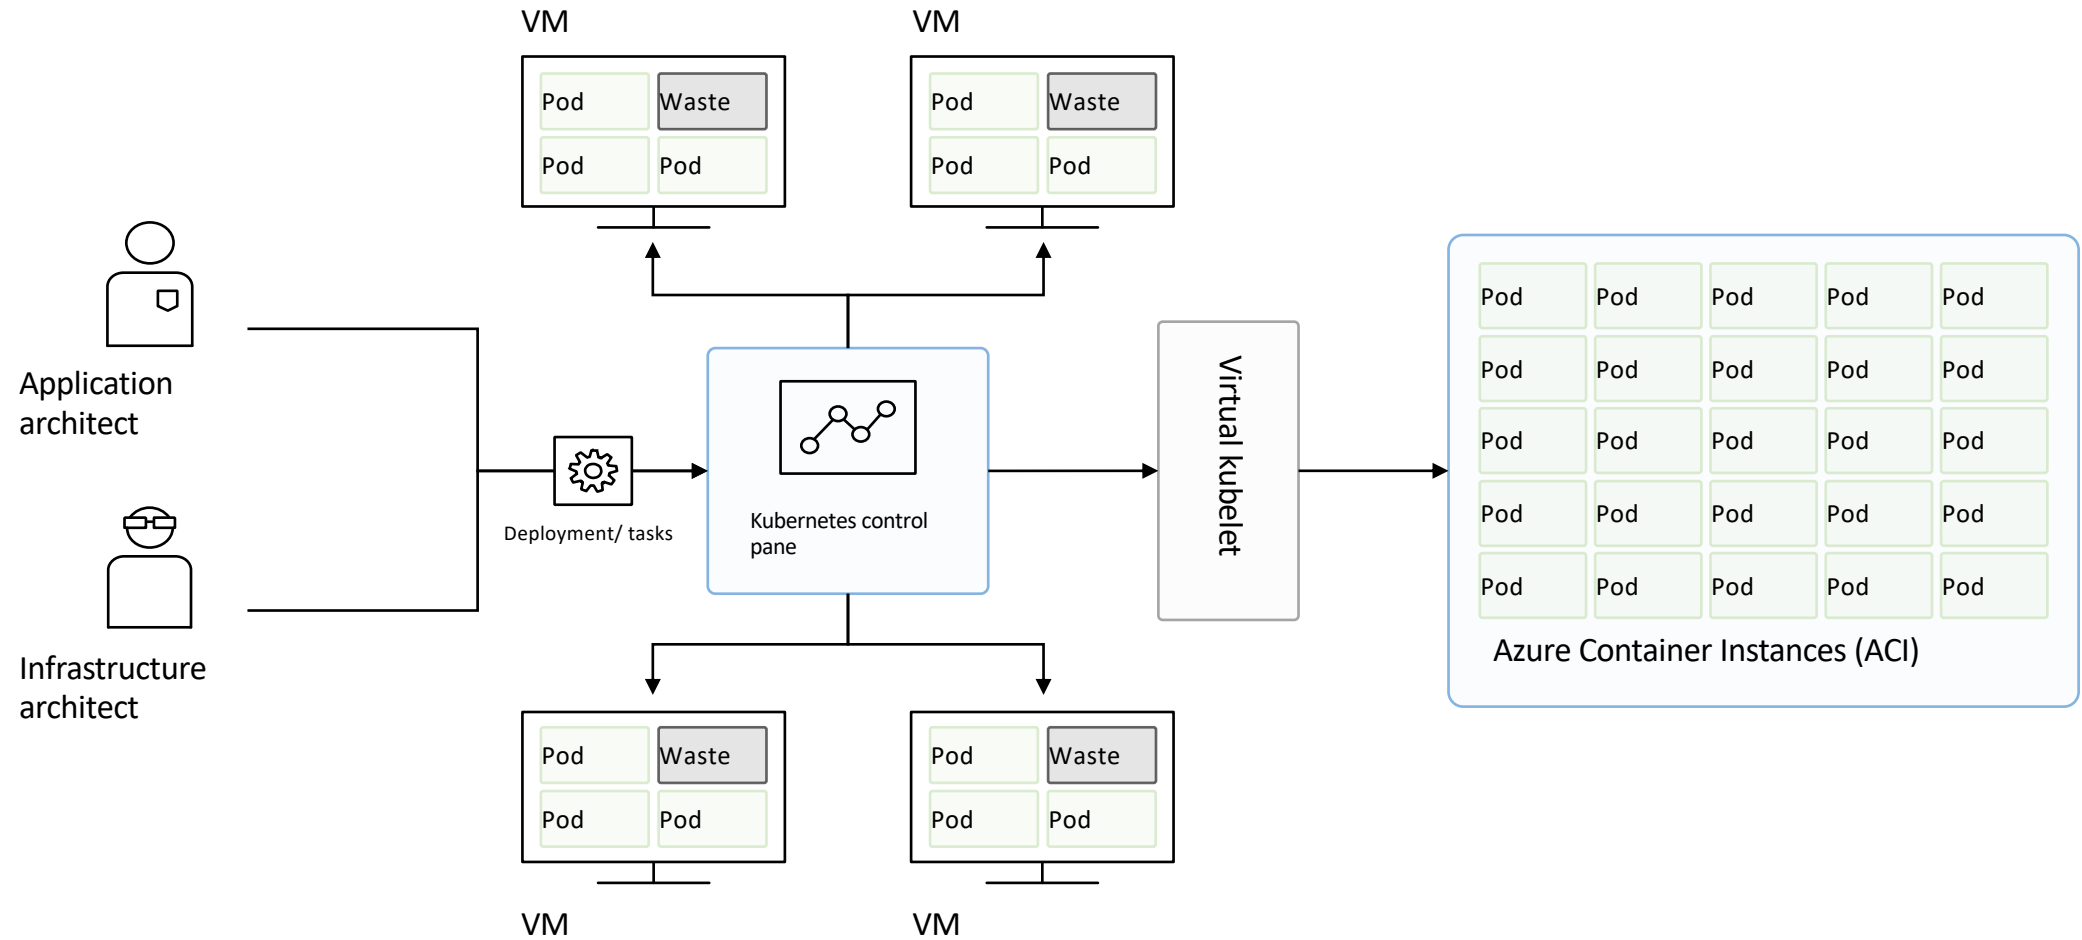 VM
VM
Pod
Waste
Pod
Pod
Pod
Waste
Pod
Pod
Application
architect
Infrastructure
architect
Deployment/ tasks
Kubernetes control
pane
Virtual kubelet
Pod Pod Pod Pod Pod
Pod Pod Pod Pod Pod
Pod Pod Pod Pod Pod
Pod Pod Pod Pod Pod
Pod Pod Pod Pod Pod
Azure Container Instances (ACI)
Pod
Waste
Pod
Pod
Pod
Waste
Pod
Pod
VM
VM